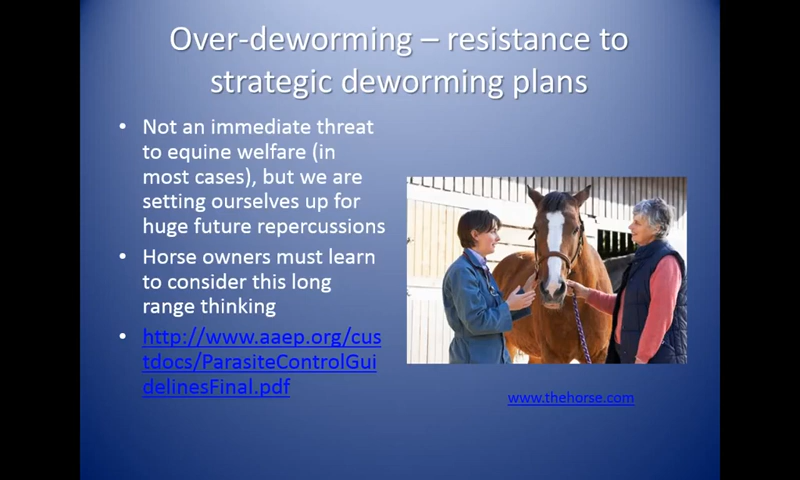 Over-deworming – resistance to
strategic deworming plans
• Not an immediate threat
to equine welfare (in
most cases), but we are
setting ourselves up for
huge future repercussions
• Horse owners must learn
to consider this long
range thinking
• http://www.aaep.org/cus
tdocs/ParasiteControlGui
delinesFinal.pdf
www.thehorse.com